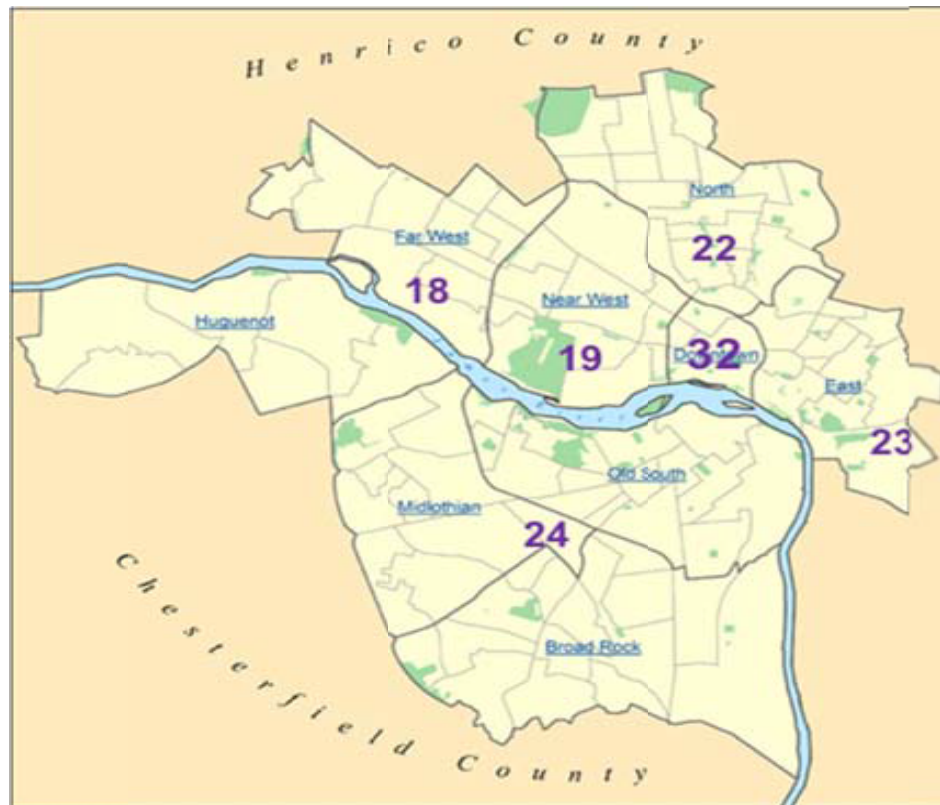 Henrico County
North
22
Far West
18
Near West
Huguenot
19
32
Downtown
East
23
Old South
Midlothian
24
Broad Rock
Chesterfield County